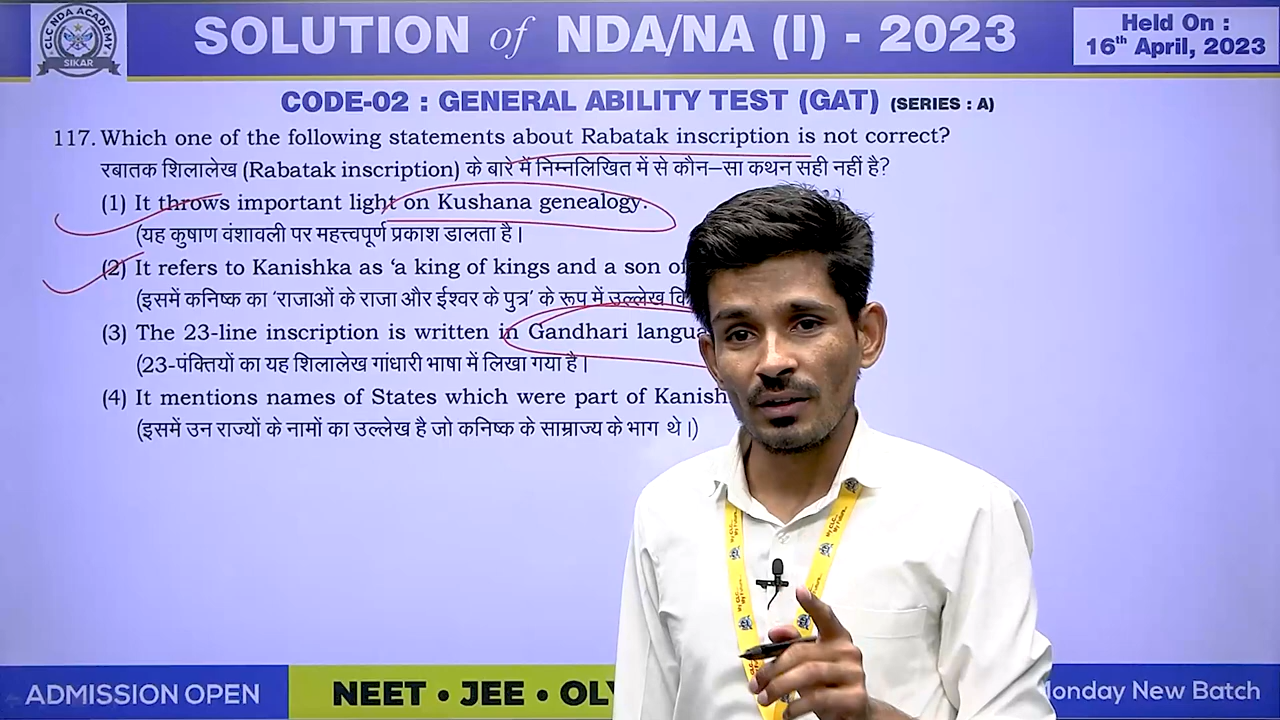 CLC NDA ACADEMY
SIKAR
SOLUTION of NDA/NA (I) - 2023
Held On :
16th April, 2023
CODE-02 : GENERAL ABILITY TEST (GAT) (SERIES : A)
117. Which one of the following statements about Rabatak inscription is not correct?
रबातक शिलालेख (Rabatak inscription) के बारे में निम्नलिखित में से कौन–सा कथन सही नहीं है?
(1) It throws important light on Kushana genealogy.
(यह कुषाण वंशावली पर महत्त्वपूर्ण प्रकाश डालता है।
(2) It refers to Kanishka as ‘a king of kings and a son of
(इसमें कनिष्क का ‘राजाओं के राजा और ईश्वर के पुत्र’ के रूप में उल्लेख
(3) The 23-line inscription is written in Gandhari
(23-पंक्तियों का यह शिलालेख गांधारी भाषा में लिखा गया है।
(4) It mentions names of States which were part of
(इसमें उन राज्यों के नामों का उल्लेख है जो कनिष्क के साम्राज्य के भाग थे।)
ADMISSION OPEN
NEET • JEE •
Monday New Batch